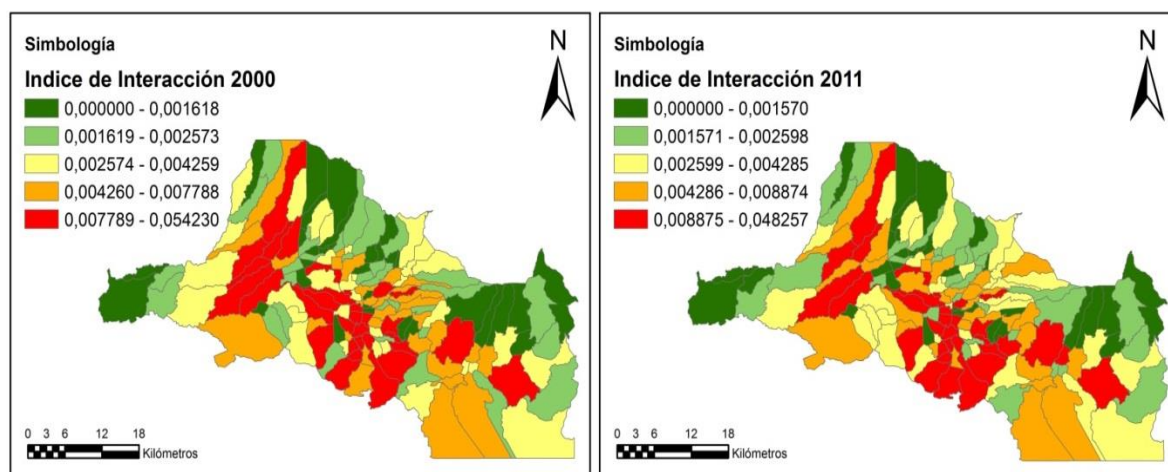 Simbología
N
Indice de Interacción 2000
0,000000 - 0,001618
0,001619 - 0,002573
0,002574 - 0,004259
0,004260 - 0,007788
0,007789 - 0,054230
0 3 6 12 18
Kilómetros
Simbología
N
Indice de Interacción 2011
0,000000 - 0,001570
0,001571 - 0,002598
0,002599 - 0,004285
0,004286 - 0,008874
0,008875 - 0,048257
0 3 6 12 18
Kilómetros